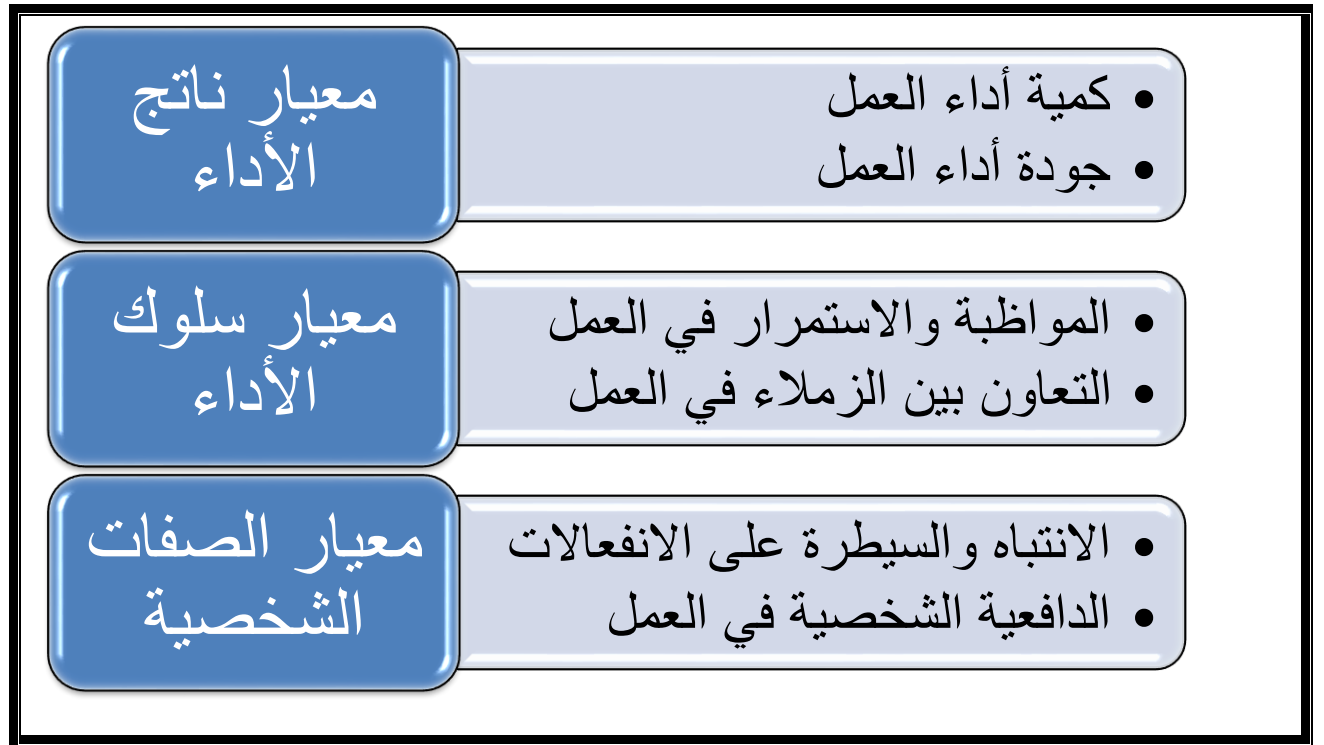 معيار ناتج
الأداء
• كمية أداء العمل
• جودة أداء العمل
معيار سلوك
الأداء
• المواظبة والاستمرار في العمل
• التعاون بين الزملاء في العمل
معيار الصفات
الشخصية
• الانتباه والسيطرة على الانفعالات
• الدافعية الشخصية في العمل